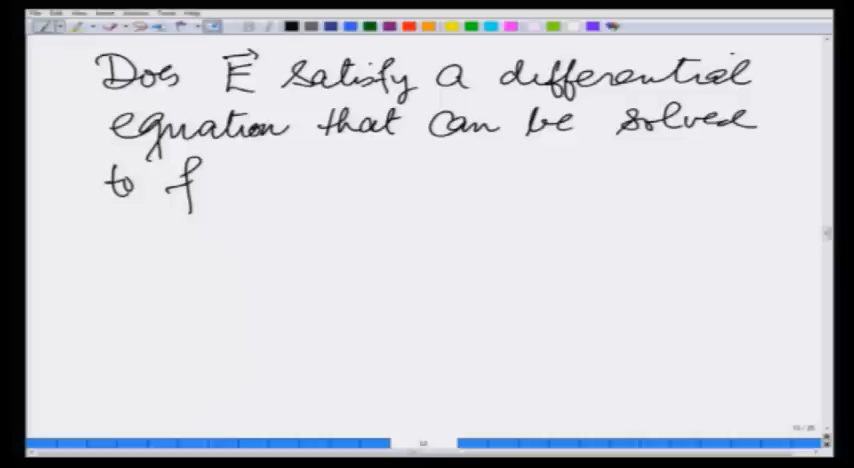 Does E⃗ satisfy a differential
equation that can be solved
to f